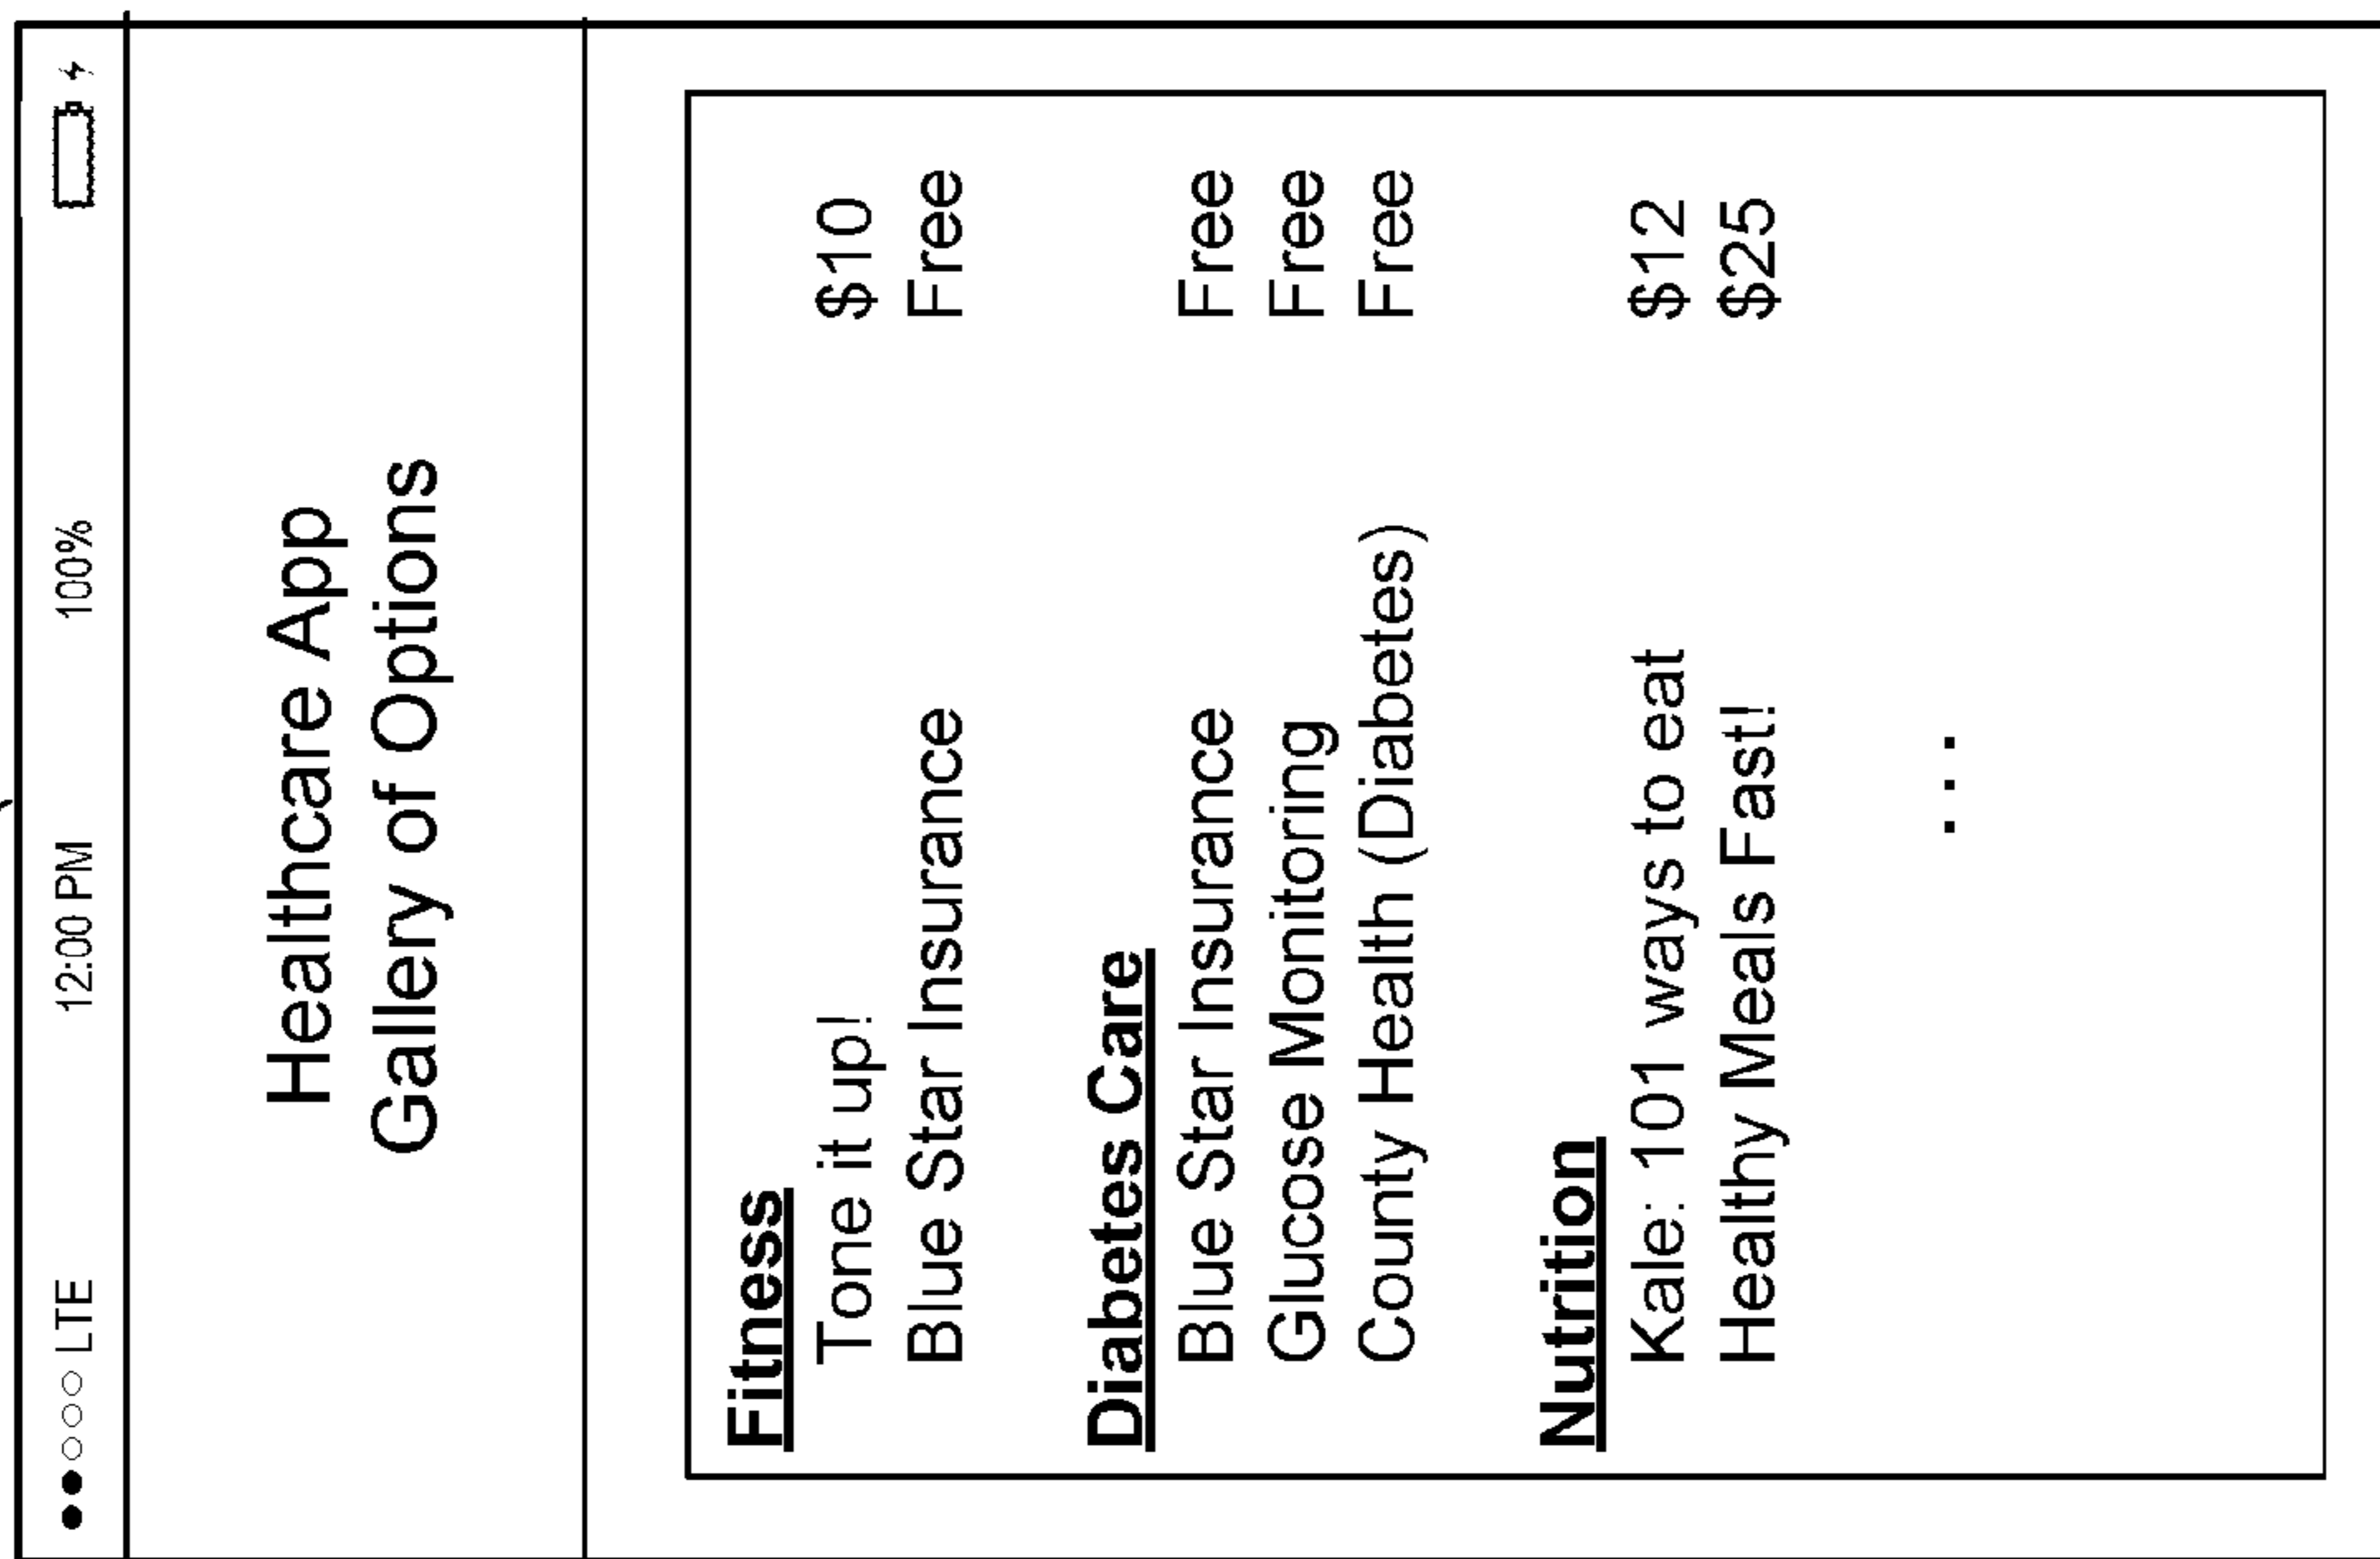 ●●○○○ LTE 12:00 PM 100%
Healthcare App
Gallery of Options
Fitness
Tone it up! $10
Blue Star Insurance Free
Diabetes Care
Blue Star Insurance Free
Glucose Monitoring Free
County Health (Diabetes) Free
Nutrition
Kale: 101 ways to eat $12
Healthy Meals Fast! $25
...